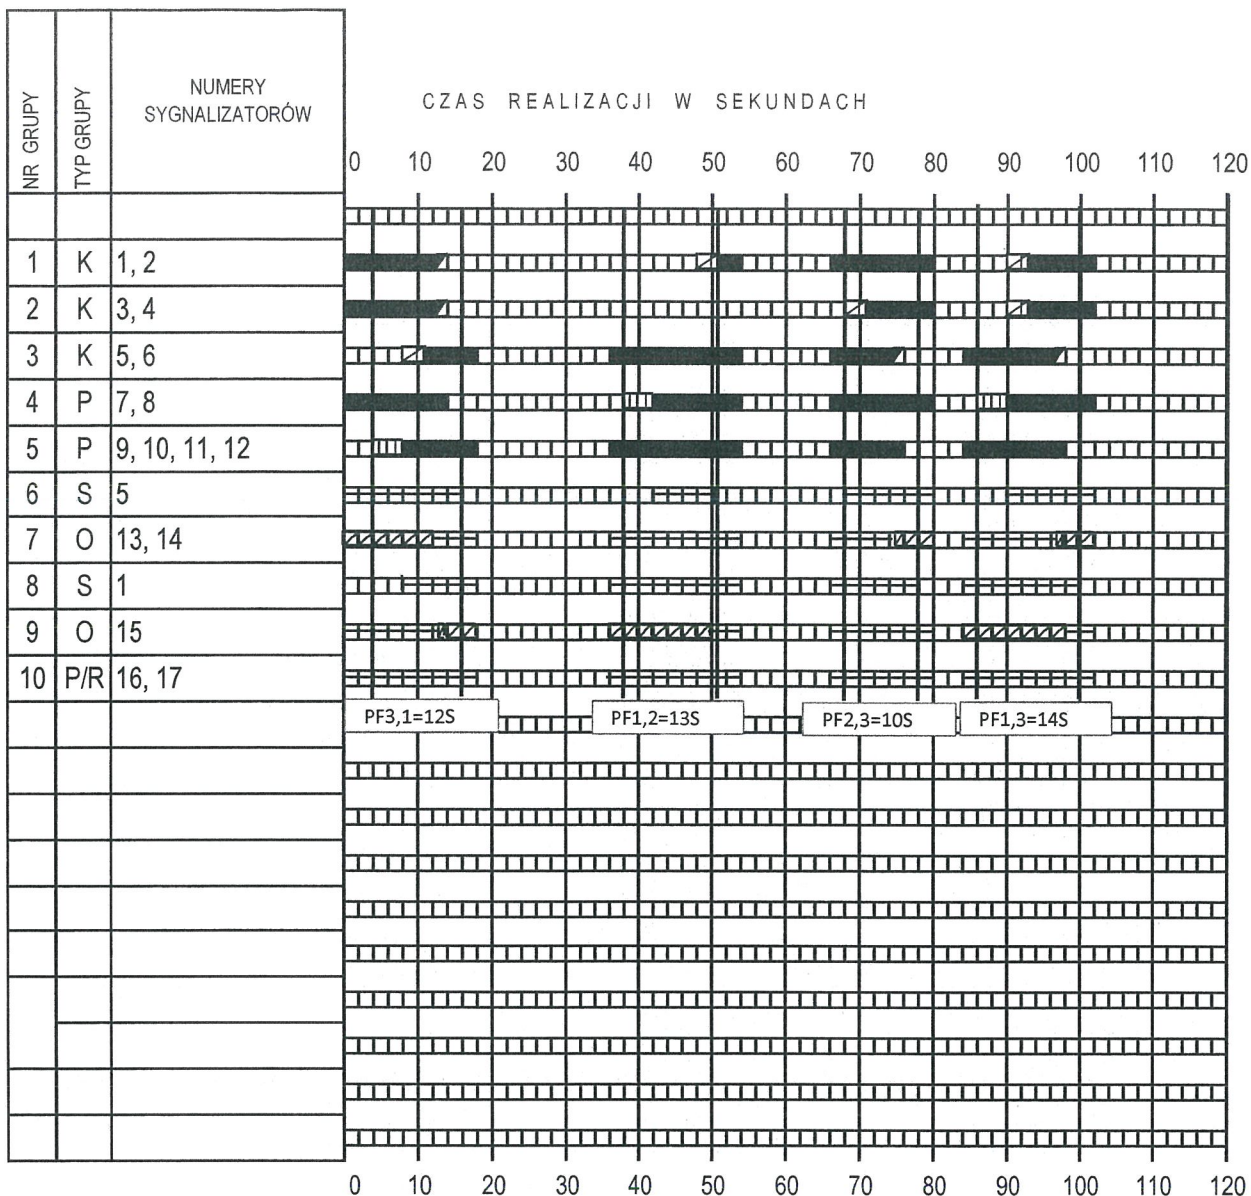 NR GRUPY
TYP GRUPY
NUMERY
SYGNALIZATORÓW
CZAS REALIZACJI W SEKUNDACH
0 10 20 30 40 50 60 70 80 90 100 110 120
1 K 1, 2
2 K 3, 4
3 K 5, 6
4 P 7, 8
5 P 9, 10, 11, 12
6 S 5
7 O 13, 14
8 S 1
9 O 15
10 P/R 16, 17
PF3,1=12S PF1,2=13S PF2,3=10S PF1,3=14S
0 10 20 30 40 50 60 70 80 90 100 110 120